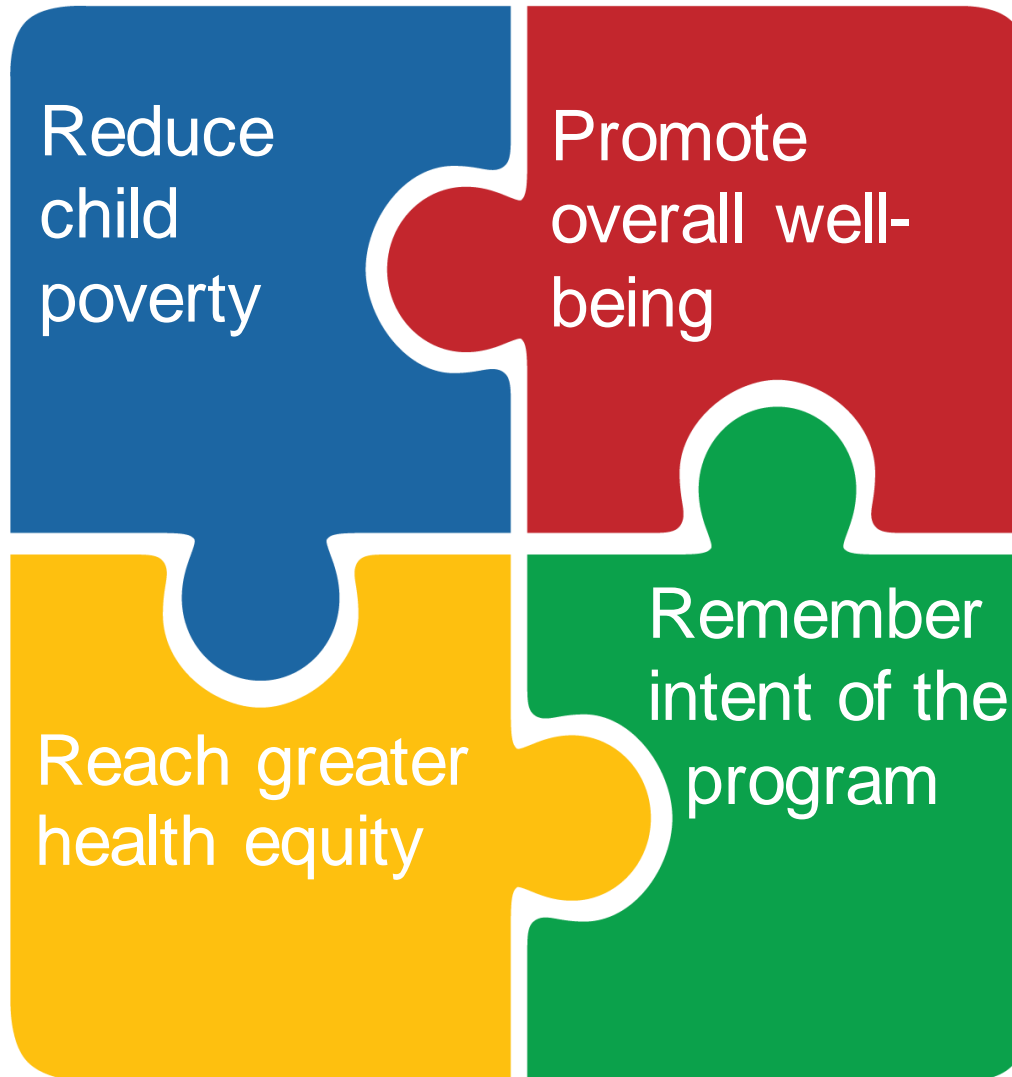 Reduce
child
poverty
Promote
overall well-
being
Reach greater
health equity
Remember
intent of the
program